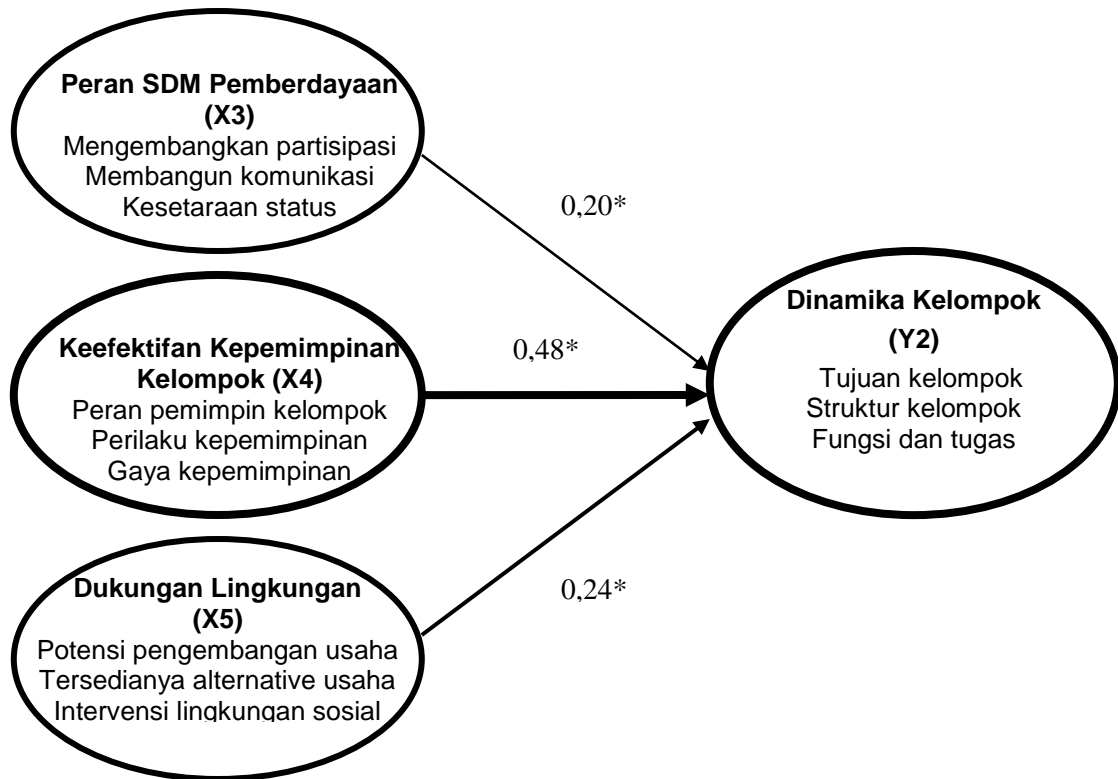 Peran SDM Pemberdayaan
(X3)
Mengembangkan partisipasi
Membangun komunikasi
Kesetaraan status
0,20*
Keefektifan Kepemimpinan
Kelompok (X4)
Peran pemimpin kelompok
Perilaku kepemimpinan
Gaya kepemimpinan
0,48*
Dinamika Kelompok
(Y2)
Tujuan kelompok
Struktur kelompok
Fungsi dan tugas
Dukungan Lingkungan
(X5)
Potensi pengembangan usaha
Tersedianya alternative usaha
Intervensi lingkungan sosial
0,24*